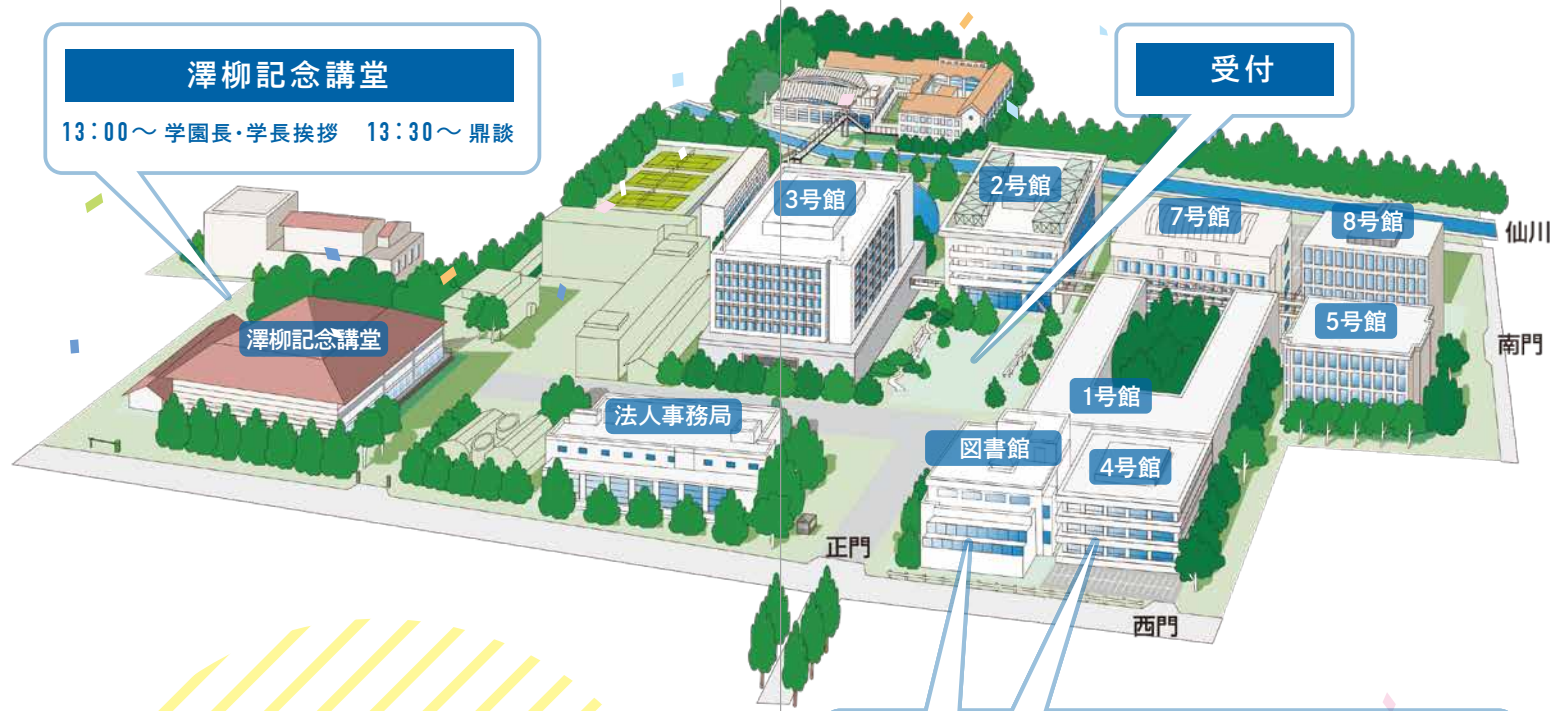 澤柳記念講堂
13:00〜 学園長・学長挨拶　13:30〜 鼎談
受付
3号館
2号館
7号館
8号館
仙川
5号館
南門
澤柳記念講堂
1号館
法人事務局
図書館
4号館
正門
西門